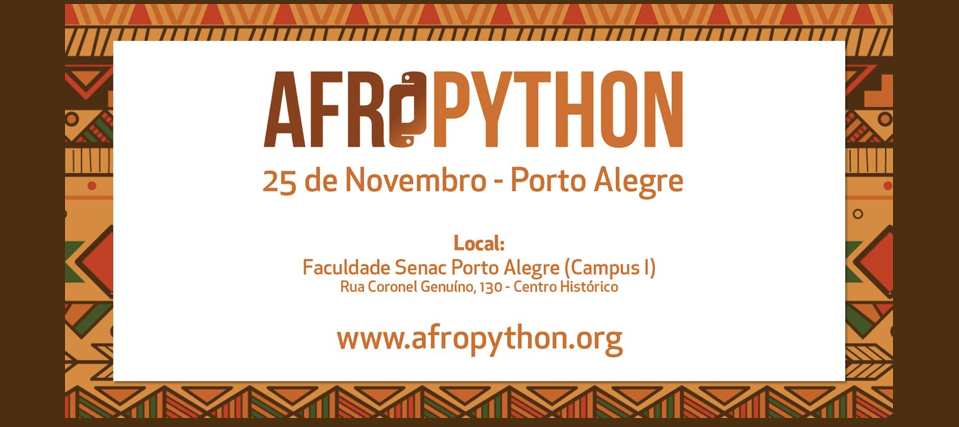 AFROPYTHON
25 de Novembro - Porto Alegre
Local:
Faculdade Senac Porto Alegre (Campus I)
Rua Coronel Genuíno, 130 - Centro Histórico
www.afropython.org